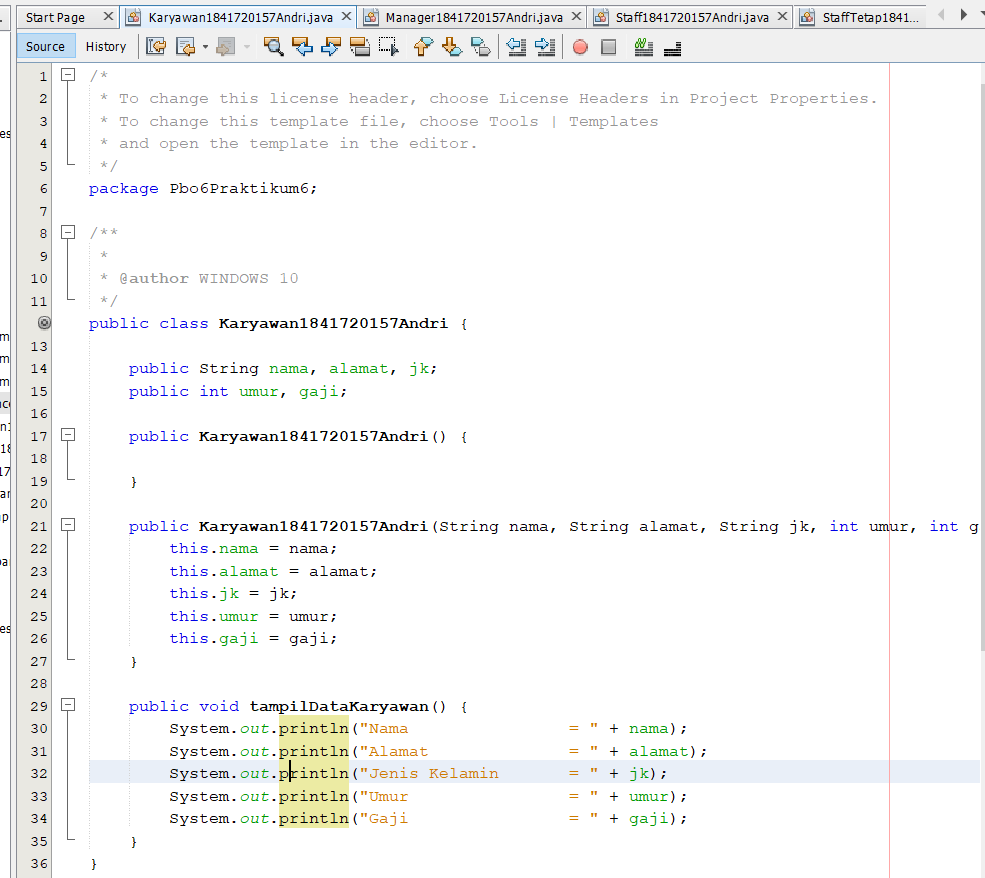 Start Page Karyawan1841720157Andri.java Manager1841720157Andri.java Staff1841720157Andri.java StaffTetap1841...
Source History
1 /*
2 * To change this license header, choose License Headers in Project Properties.
3 * To change this template file, choose Tools | Templates
4 * and open the template in the editor.
5 */
6 package Pbo6Praktikum6;
7
8 /**
9 *
10 * @author WINDOWS 10
11 */
public class Karyawan1841720157Andri {
13
14 public String nama, alamat, jk;
15 public int umur, gaji;
16
17 public Karyawan1841720157Andri() {
18
19 }
20
21 public Karyawan1841720157Andri(String nama, String alamat, String jk, int umur, int g
22 this.nama = nama;
23 this.alamat = alamat;
24 this.jk = jk;
25 this.umur = umur;
26 this.gaji = gaji;
27 }
28
29 public void tampilDataKaryawan() {
30 System.out.println("Nama = " + nama);
31 System.out.println("Alamat = " + alamat);
32 System.out.println("Jenis Kelamin = " + jk);
33 System.out.println("Umur = " + umur);
34 System.out.println("Gaji = " + gaji);
35 }
36 }